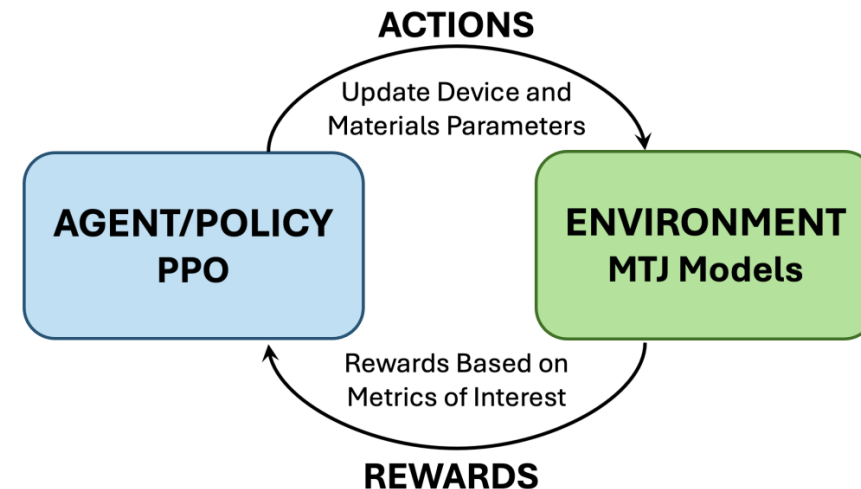 ACTIONS
Update Device and
Materials Parameters
AGENT/POLICY
PPO
ENVIRONMENT
MTJ Models
Rewards Based on
Metrics of Interest
REWARDS